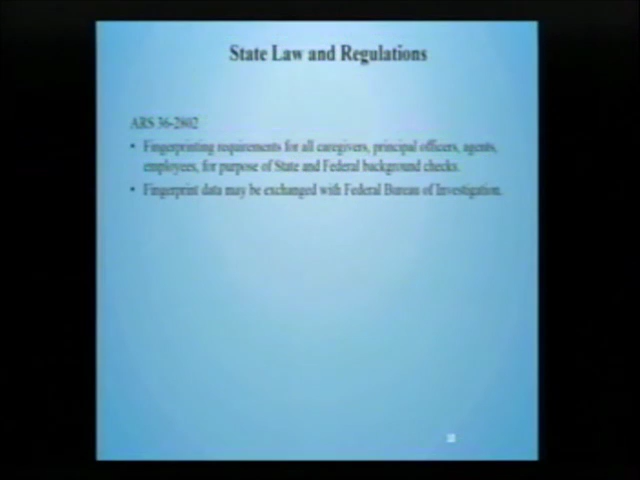 State Law and Regulations
ARS 36-2802
• Fingerprinting requirements for all caregivers, principal officers, agents,
employees, for purpose of State and Federal background checks.
• Fingerprint data may be exchanged with Federal Bureau of Investigation.